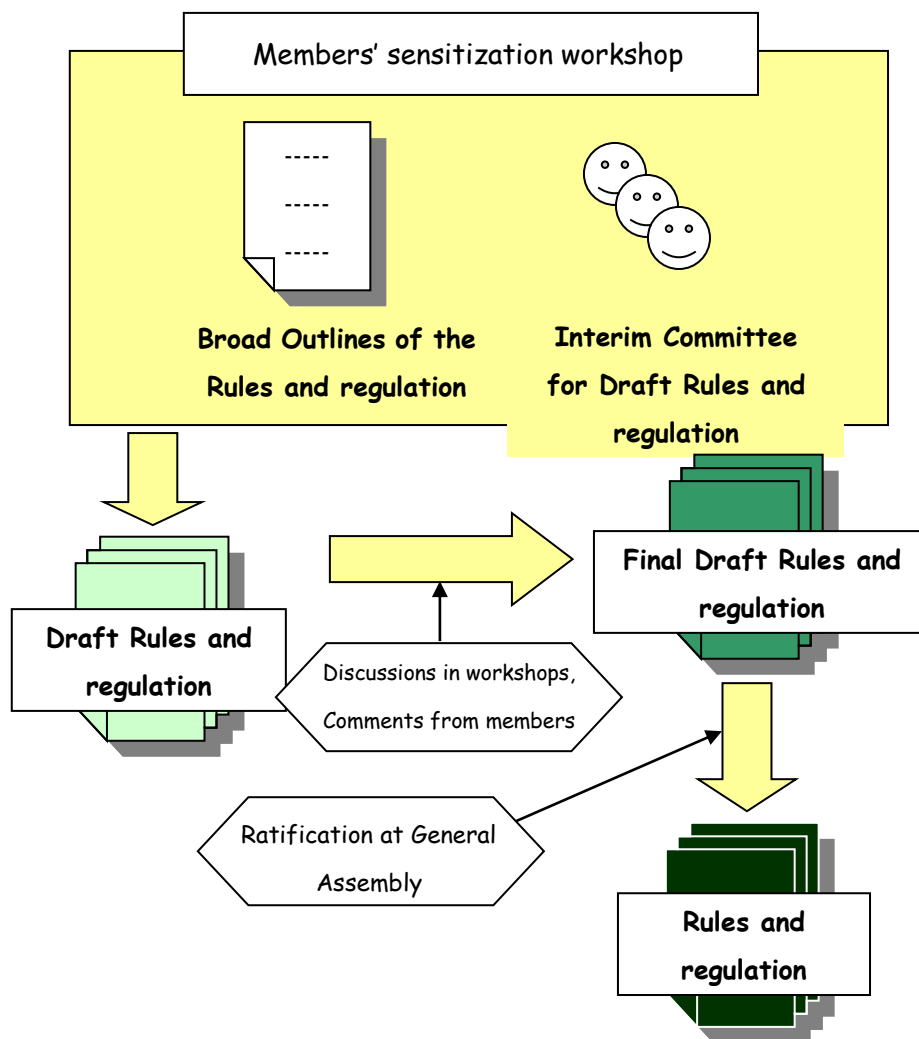 Members’ sensitization workshop
-----
-----
-----
Broad Outlines of the
Rules and regulation
Interim Committee
for Draft Rules and
regulation
Draft Rules and
regulation
Discussions in workshops,
Comments from members
Final Draft Rules and
regulation
Ratification at General
Assembly
Rules and
regulation